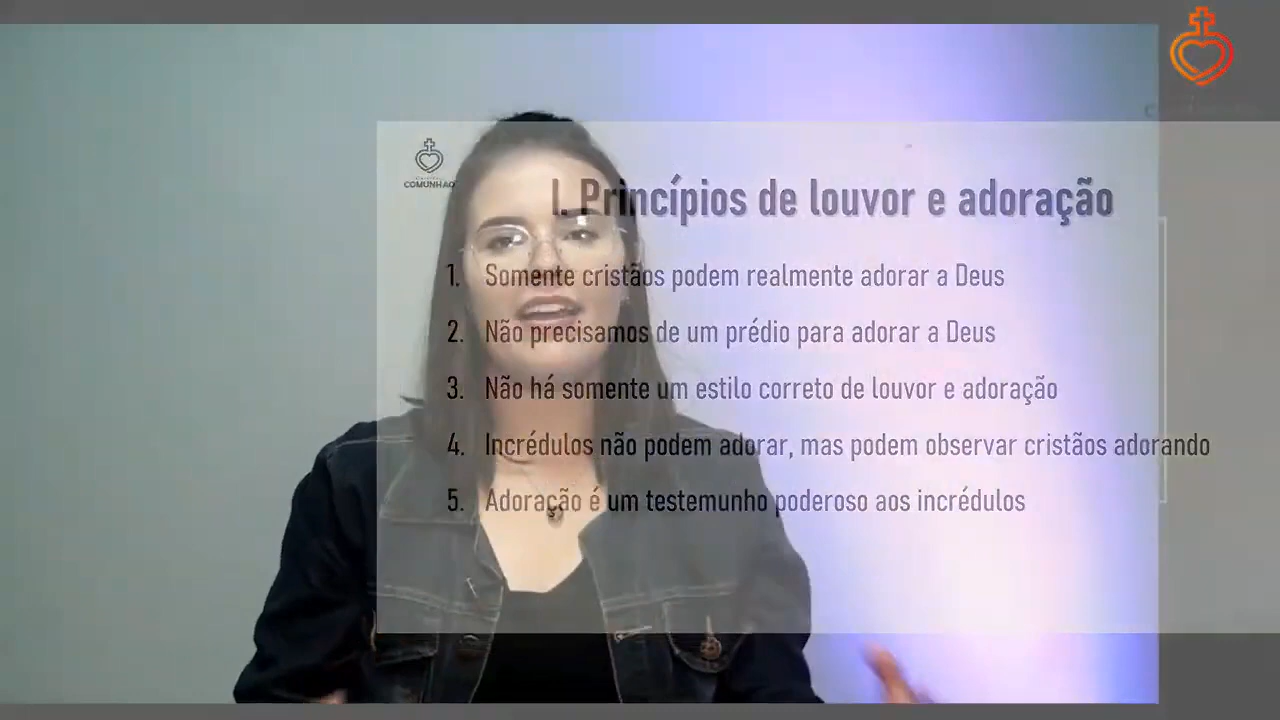 COMUNHÃO
I. Princípios de louvor e adoração
1. Somente cristãos podem realmente adorar a Deus
2. Não precisamos de um prédio para adorar a Deus
3. Não há somente um estilo correto de louvor e adoração
4. Incrédulos não podem adorar, mas podem observar cristãos adorando
5. Adoração é um testemunho poderoso aos incrédulos